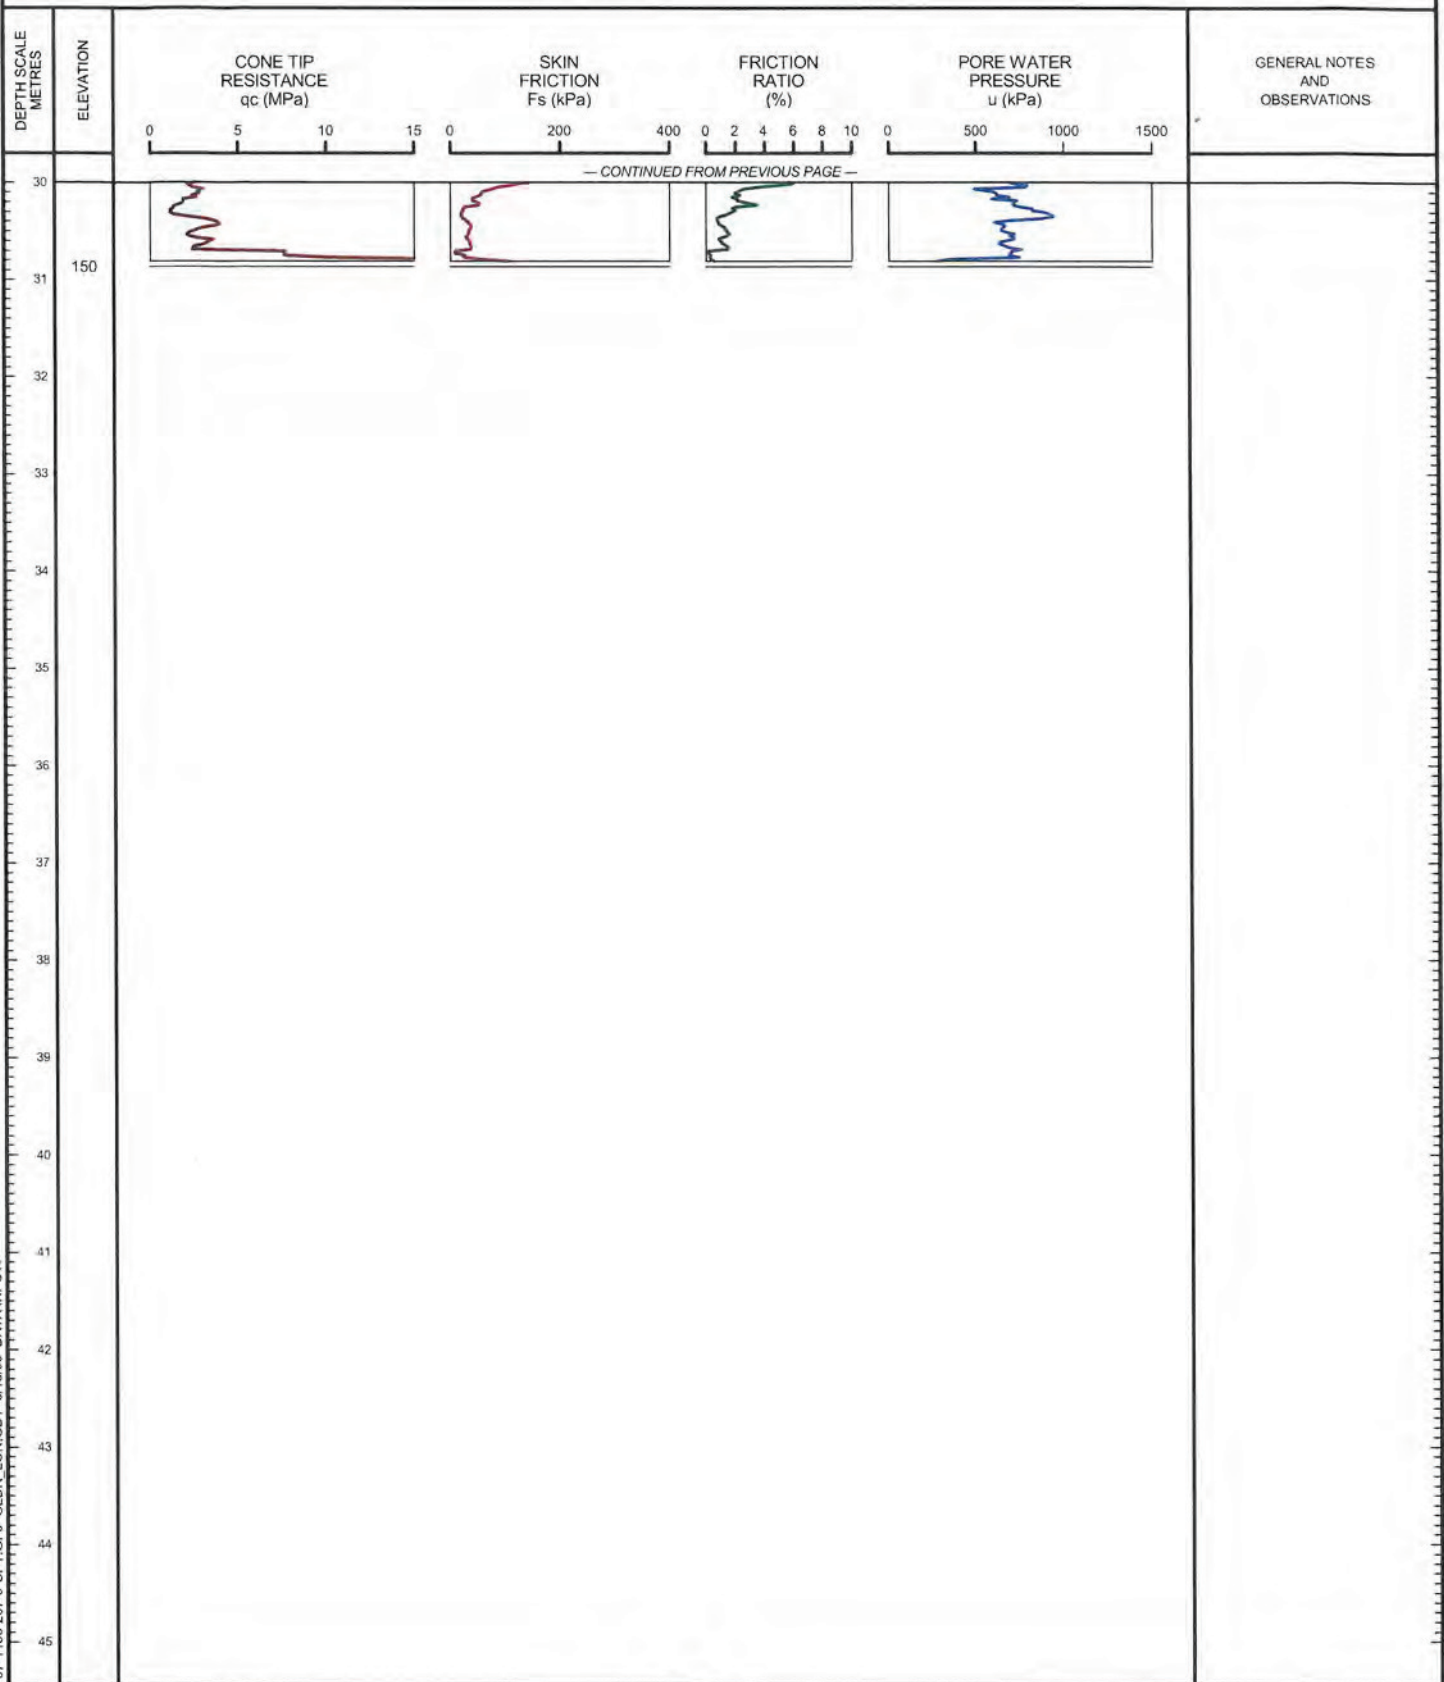 DEPTH SCALE
METRES
ELEVATION
CONE TIP
RESISTANCE
qc (MPa)
0 5 10 15
SKIN
FRICTION
Fs (kPa)
0 200 400
FRICTION
RATIO
(%)
0 2 4 6 8 10
PORE WATER
PRESSURE
u (kPa)
0 500 1000 1500
GENERAL NOTES
AND
OBSERVATIONS
— CONTINUED FROM PREVIOUS PAGE —
30
150
31
32
33
34
35
36
37
38
39
40
41
42
43
44
45